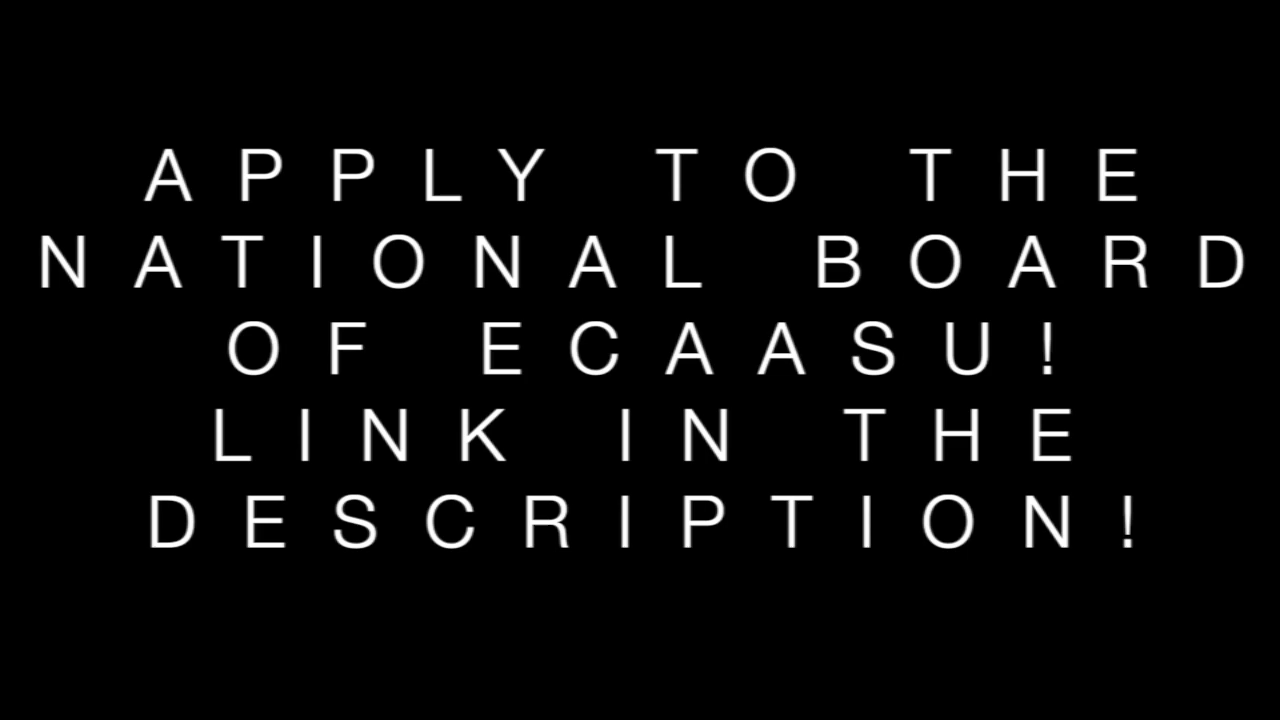 APPLY TO THE
NATIONAL BOARD
OF ECAASU!
LINK IN THE
DESCRIPTION!